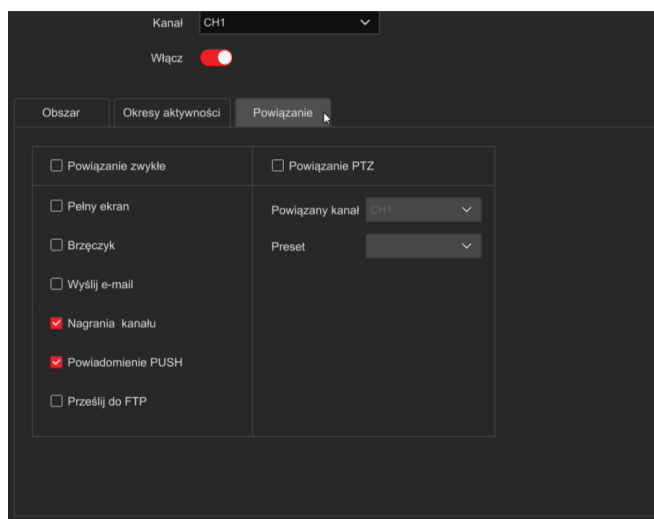 Kanał CH1
Włącz
Obszar Okresy aktywności Powiązanie
Powiązanie zwykłe Powiązanie PTZ
Pełny ekran Powiązany kanał CH1
Brzęczyk Preset
Wyślij e-mail
Nagrania kanału
Powiadomienie PUSH
Prześlij do FTP